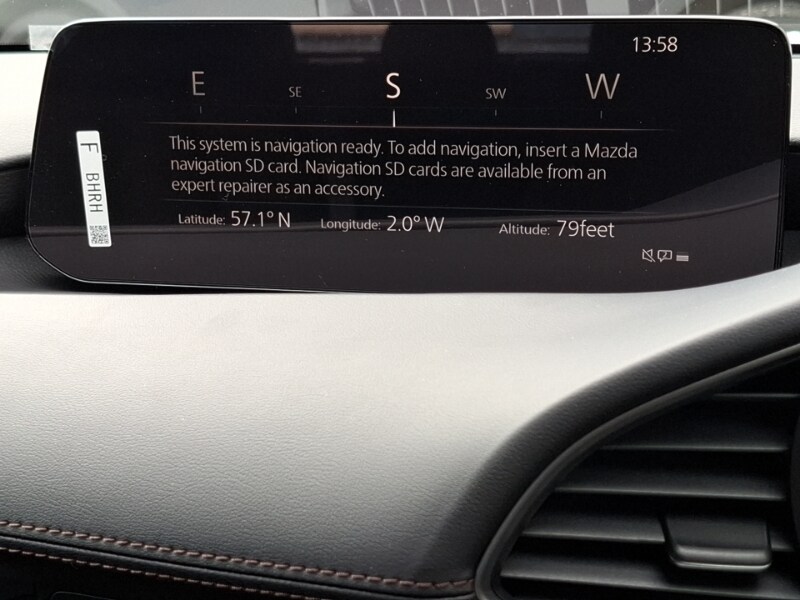 13:58
E SE S SW W
This system is navigation ready. To add navigation, insert a Mazda
navigation SD card. Navigation SD cards are available from an
expert repairer as an accessory.
Latitude: 57.1° N Longitude: 2.0° W Altitude: 79feet
F BHRH